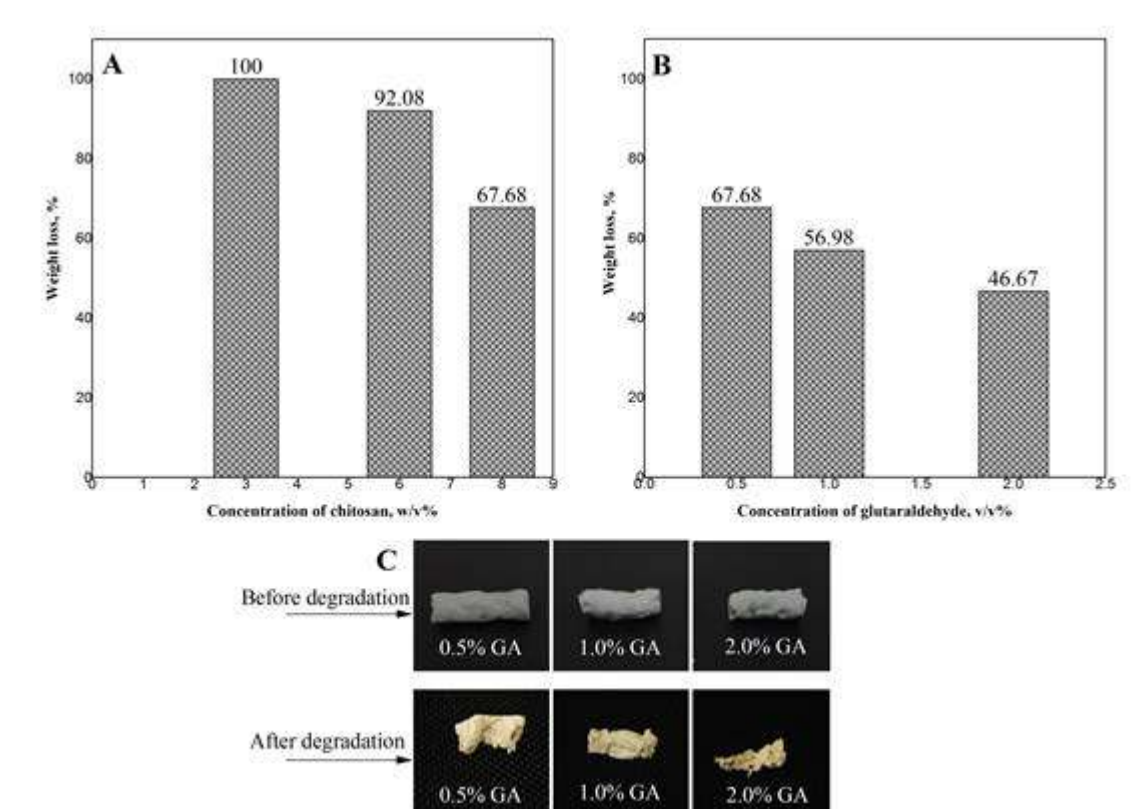 A
100
92.08
67.68
100
80
60
40
20
0
Weight loss, %
0 1 2 3 4 5 6 7 8 9
Concentration of chitosan, w/v%
B
67.68
56.98
46.67
100
80
60
40
20
0
Weight loss, %
0.0 0.5 1.0 1.5 2.0 2.5
Concentration of glutaraldehyde, v/v%
C
Before degradation
0.5% GA 1.0% GA 2.0% GA
After degradation
0.5% GA 1.0% GA 2.0% GA